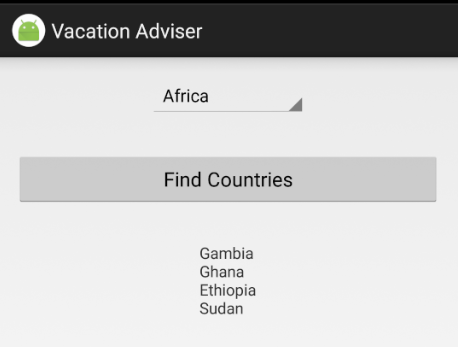 Vacation Adviser
Africa
Find Countries
Gambia
Ghana
Ethiopia
Sudan